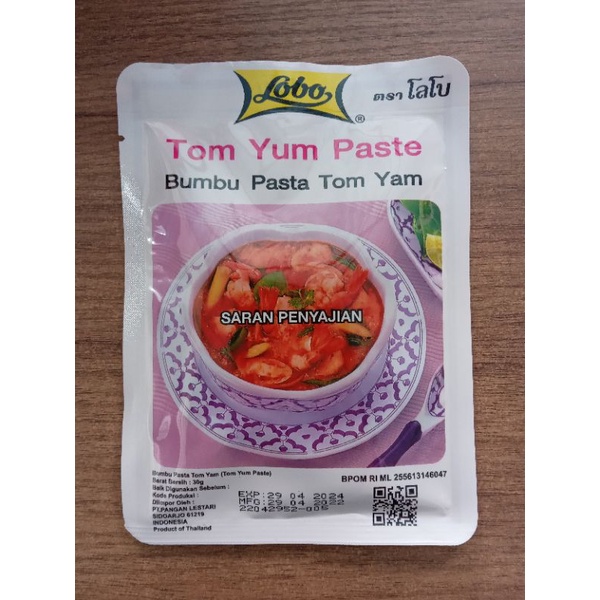 Lobo
®
ตรา โลโบ
Tom Yum Paste
Bumbu Pasta Tom Yam
SARAN PENYAJIAN
Bumbu Pasta Tom Yam (Tom Yum Pasta)
Berat Bersih : 30g
Baik Digunakan Sebelum :
Kode Produksi :
Diimpor Oleh :
PT.PANGAN LESTARI
SIDOARJO 61219
INDONESIA
Product of Thailand
EXP 29 04 2024
MFG 29 04 2022
BPOM RI ML 255613146047